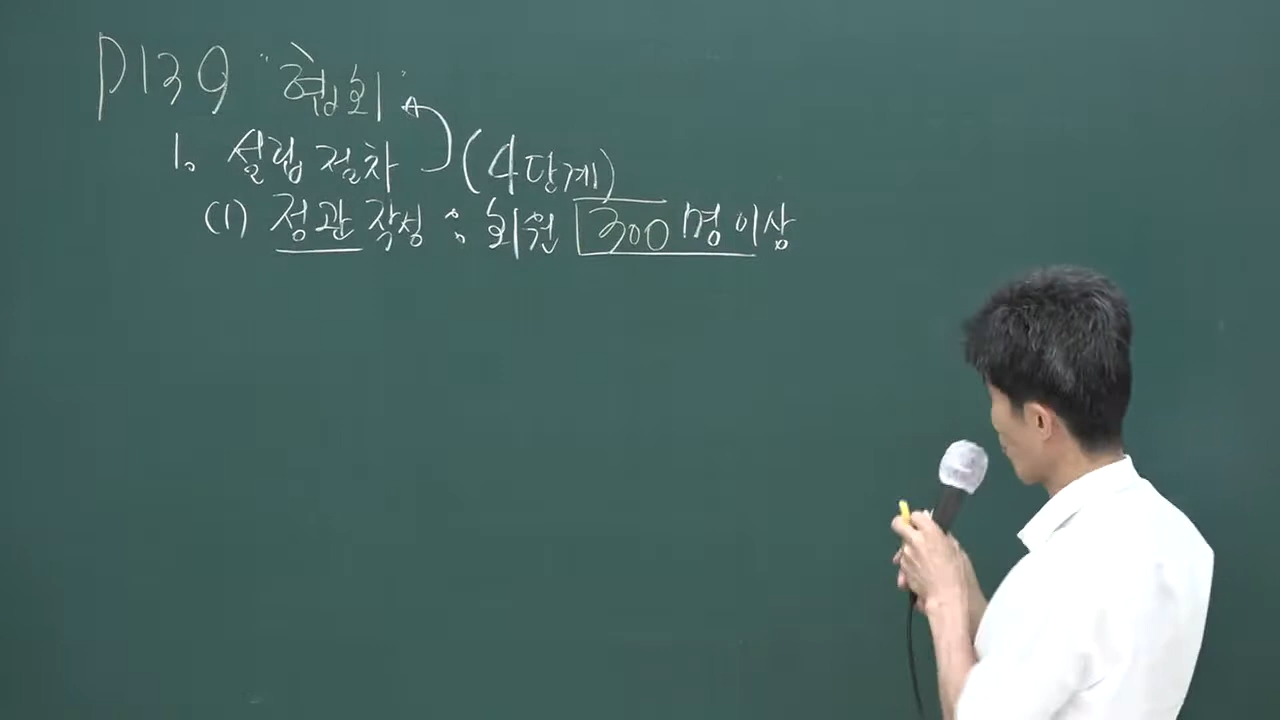 P139 "협회"
1. 설립절차 (4단계)
(1) 정관 작성 : 회원 300명 이상